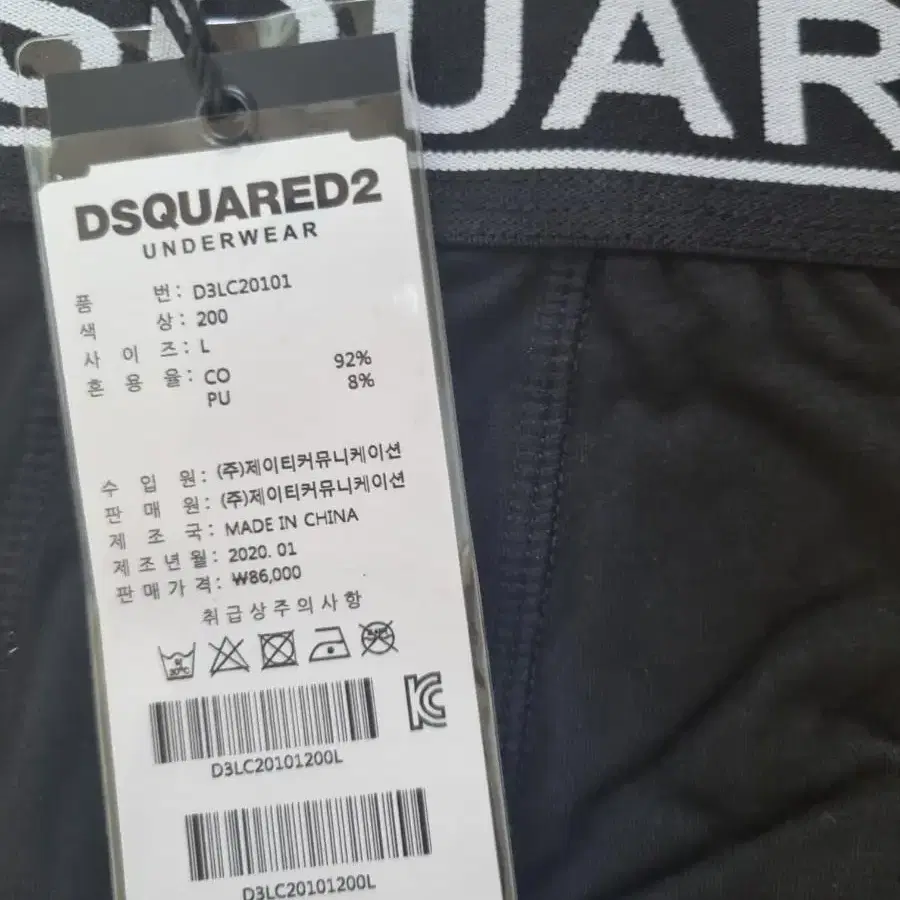 SQUAR
DSQUARED2
UNDERWEAR
품 번 : D3LC20101
색 상 : 200
사 이 즈 : L
혼 용 율 : CO 92%
PU 8%
수 입 원 : (주)제이티커뮤니케이션
판 매 원 : (주)제이티커뮤니케이션
제 조 국 : MADE IN CHINA
제 조 년 월 : 2020. 01
판 매 가 격 : ₩86,000
취 급 상 주 의 사 항
30℃
D3LC20101200L
D3LC20101200L